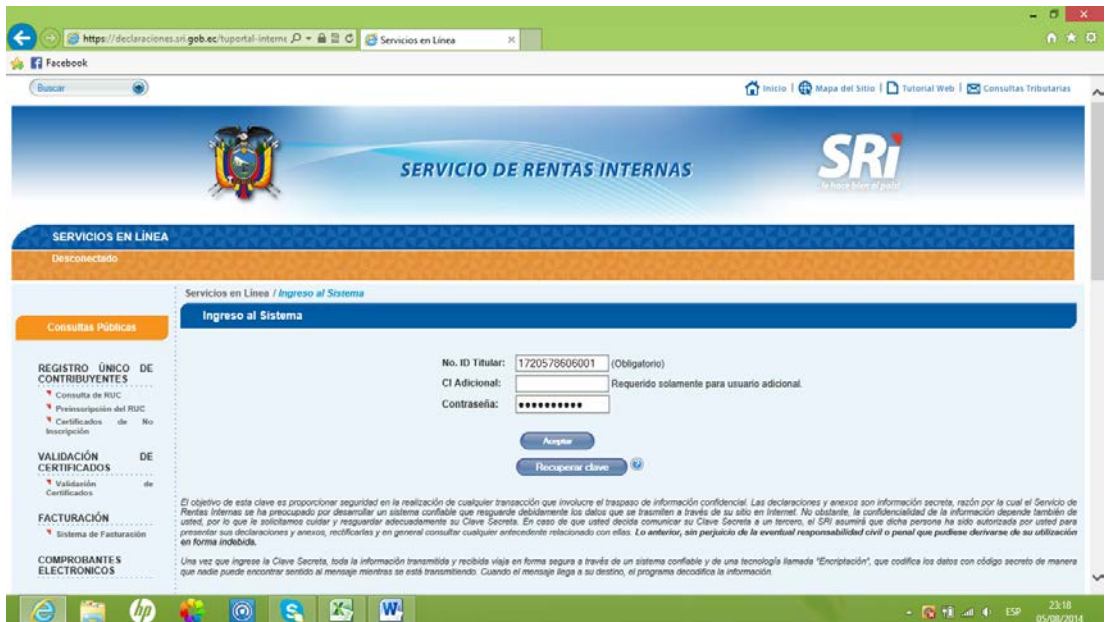 https://declaraciones.sri.gob.ec/tuportal-interne
Servicios en Línea
Facebook
Buscar
Inicio | Mapa del Sitio | Tutorial Web | Consultas Tributarias
SERVICIO DE RENTAS INTERNAS
SRi
...le hace bien al país!
SERVICIOS EN LÍNEA
Desconectado
Servicios en Línea / Ingreso al Sistema
Ingreso al Sistema
Consultas Públicas
REGISTRO ÚNICO DE
CONTRIBUYENTES
Consulta de RUC
Preinscripción del RUC
Certificados de No
Inscripción
VALIDACIÓN DE
CERTIFICADOS
Validación de
Certificados
FACTURACIÓN
Sistema de Facturación
COMPROBANTES
ELECTRÓNICOS
No. ID Titular: 1720578606001 (Obligatorio)
CI Adicional: Requerido solamente para usuario adicional.
Contraseña: ••••••••••
Aceptar
Recuperar clave
El objetivo de esta clave es proporcionar seguridad en la realización de cualquier transacción que involucre el traspaso de información confidencial. Las declaraciones y anexos son información secreta, razón por la cual el Servicio de
Rentas Internas se ha preocupado por desarrollar un sistema confiable que resguarde debidamente los datos que se trasmiten a través de su sitio en Internet. No obstante, la confidencialidad de la información depende también de
usted, por lo que le solicitamos cuidar y resguardar adecuadamente su Clave Secreta. En caso de que usted decida comunicar su Clave Secreta a un tercero, el SRI asumirá que dicha persona ha sido autorizada por usted para
presentar sus declaraciones y anexos, rectificarlas y en general consultar cualquier antecedente relacionado con ellas. Lo anterior, sin perjuicio de la eventual responsabilidad civil o penal que pudiese derivarse de su utilización
en forma indebida.
Una vez que ingrese la Clave Secreta, toda la información transmitida y recibida viaja en forma segura a través de un sistema confiable y de una tecnología llamada "Encriptación", que codifica los datos con código secreto de manera
que nadie puede encontrar sentido al mensaje mientras se está transmitiendo. Cuando el mensaje llega a su destino, el programa decodifica la información.
hp
ESP
23:18
05/08/2014